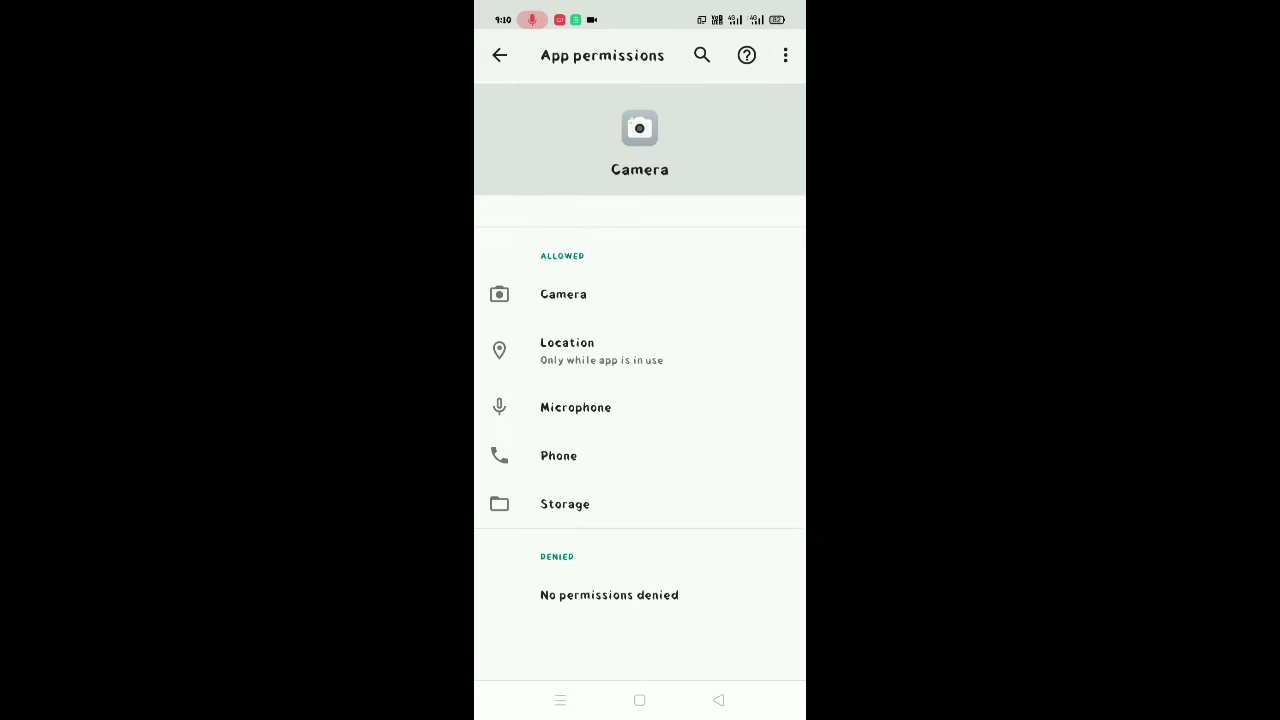 9:10
82
App permissions
Camera
ALLOWED
Camera
Location
Only while app is in use
Microphone
Phone
Storage
DENIED
No permissions denied